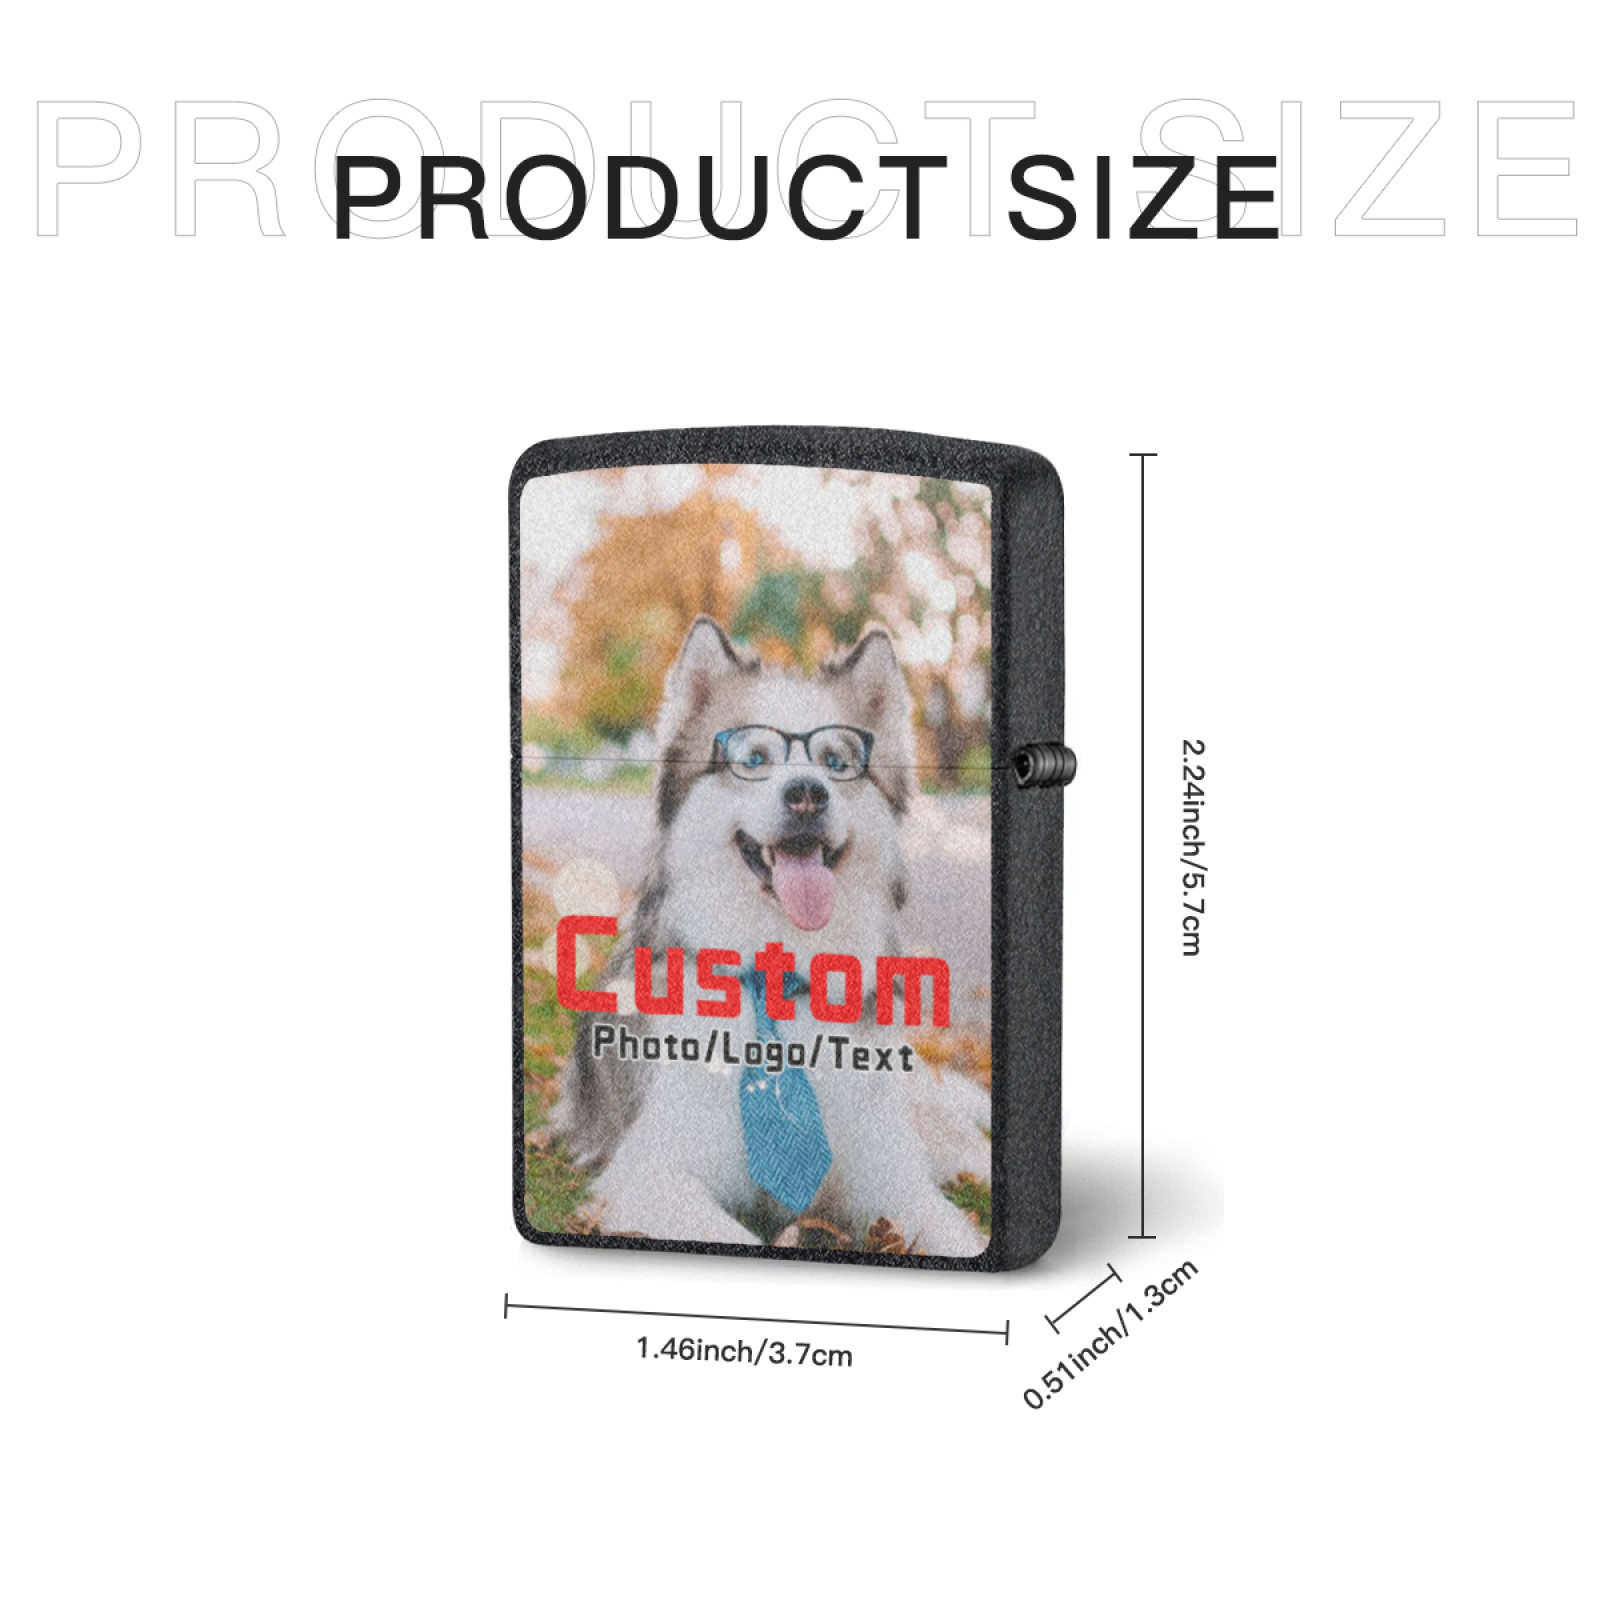 PRODUCT SIZE
PRODUCT SIZE
Custom
Photo/Logo/Text
2.24inch/5.7cm
1.46inch/3.7cm
0.51inch/1.3cm